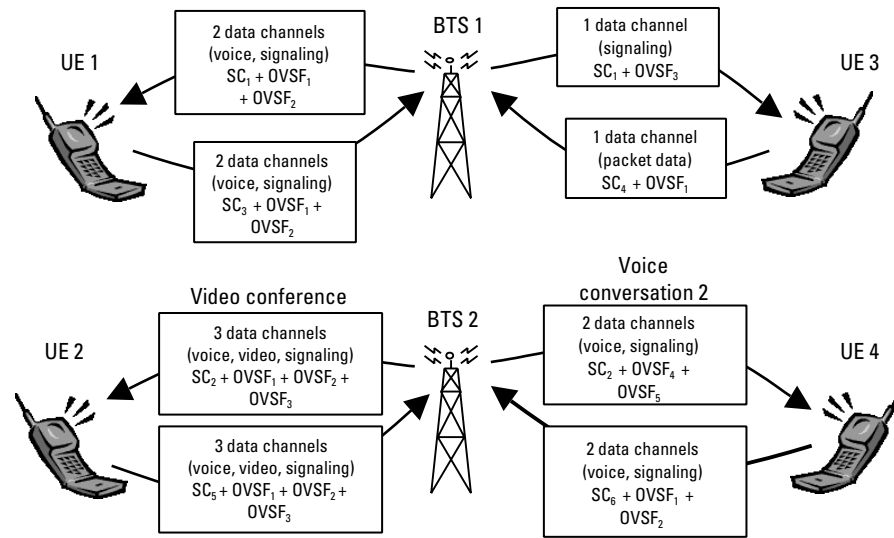 UE 1
2 data channels
(voice, signaling)
SC₁ + OVSF₁
+ OVSF₂
2 data channels
(voice, signaling)
SC₃ + OVSF₁ +
OVSF₂
BTS 1
1 data channel
(signaling)
SC₁ + OVSF₃
1 data channel
(packet data)
SC₄ + OVSF₁
UE 3
Video conference
UE 2
3 data channels
(voice, video, signaling)
SC₂ + OVSF₁ + OVSF₂ +
OVSF₃
3 data channels
(voice, video, signaling)
SC₅ + OVSF₁ + OVSF₂ +
OVSF₃
BTS 2
Voice
conversation 2
2 data channels
(voice, signaling)
SC₂ + OVSF₄ +
OVSF₅
2 data channels
(voice, signaling)
SC₆ + OVSF₁ +
OVSF₂
UE 4